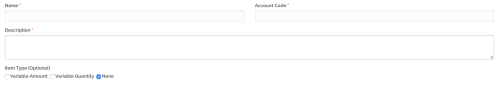 Name * Account Code *
Description *
Item Type (Optional)
Variable Amount Variable Quantity None